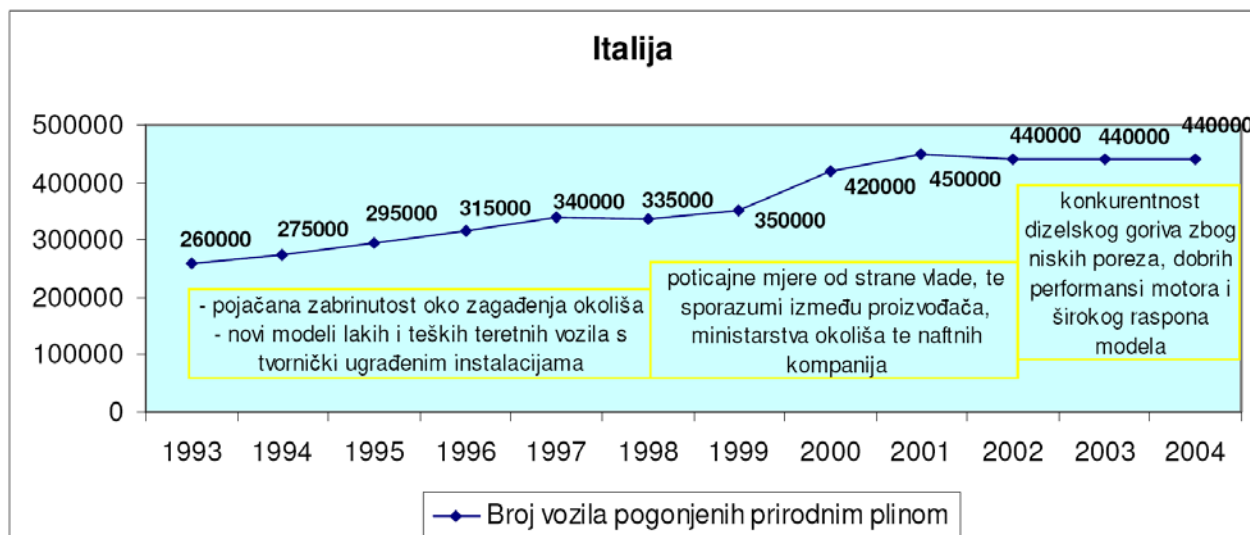 Italija
500000
400000
300000
200000
100000
0
260000
275000
295000
315000
340000
335000
350000
420000
450000
440000
440000
440000
- pojačana zabrinutost oko zagađenja okoliša
- novi modeli lakih i teških teretnih vozila s
tvornički ugrađenim instalacijama
poticajne mjere od strane vlade, te
sporazumi između proizvođača,
ministarstva okoliša te naftnih
kompanija
konkurentnost
dizelskog goriva zbog
niskih poreza, dobrih
performansi motora i
širokog raspona
modela
1993 1994 1995 1996 1997 1998 1999 2000 2001 2002 2003 2004
Broj vozila pogonjenih prirodnim plinom